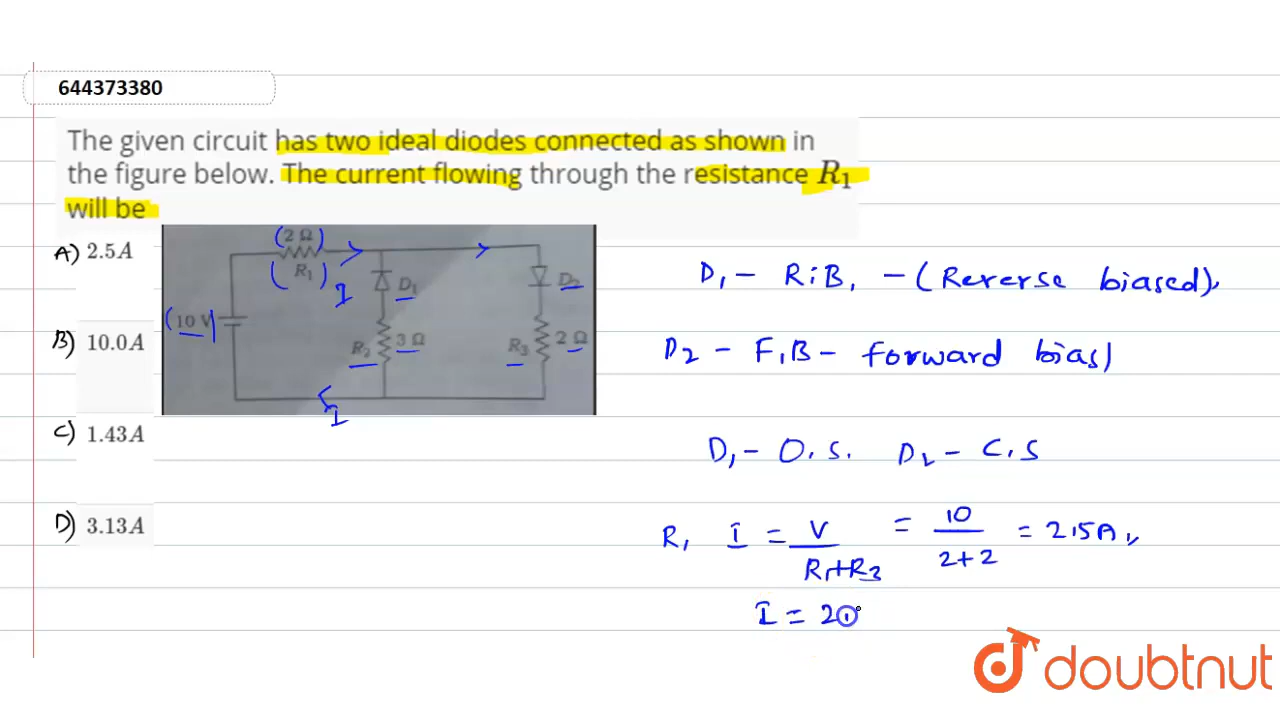 644373380
The given circuit has two ideal diodes connected as shown in
the figure below. The current flowing through the resistance R₁
will be
A) 2.5A
B) 10.0A
C) 1.43A
D) 3.13A
(2 Ω)
(R₁)
I
D₁
D₂
(10 V)
R₂
3 Ω
R₃
2 Ω
I
D₁ - R.B, - (Reverse biased),
D₂ - F.B - forward bias)
D₁ - O.S. D₂ - C.S
R₁ I = V / R₁+R₃ = 10 / 2+2 = 2.5A,
I = 2.
doubtnut